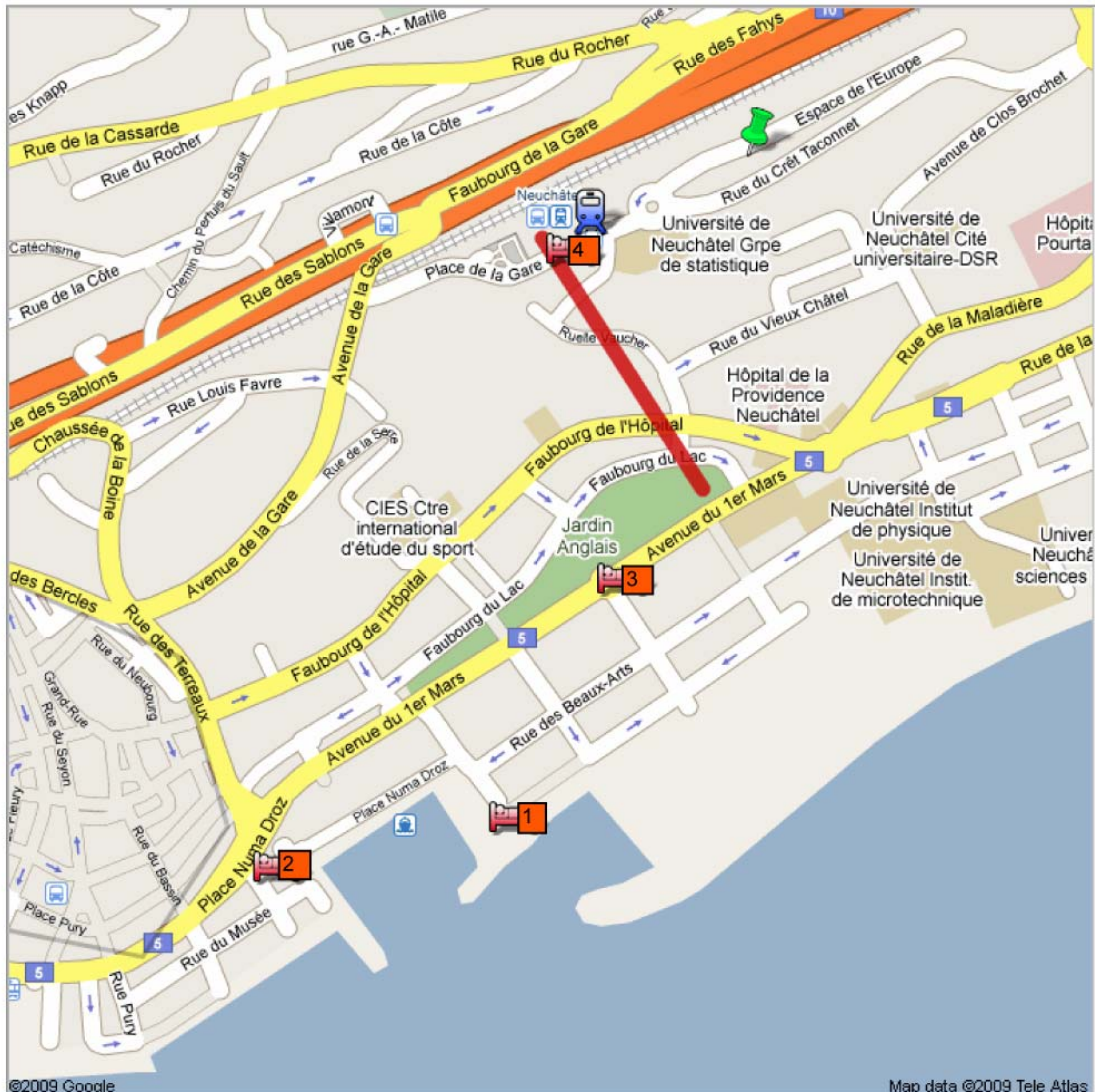 rue G.-A.- Matile
10
Rue du Rocher
Rue des Fahys
es Knapp
Rue de la Cassarde
Rue de la Côte
Espace de l'Europe
Avenue de Clos Brochet
Rue du Rocher
Faubourg de la Gare
Rue du Crêt Taconnet
Chemin du Pertuis du Sault
Neuchâte
Université de
Neuchâtel Grpe
de statistique
Université de
Neuchâtel Cité
universitaire-DSR
Hôpita
Pourta
Catéchisme
4
Rue de la Côte
Rue des Sablons
Place de la Gare
Avenue de la Gare
Ruelle Vaucher
Rue du Vieux Châtel
Rue de la Maladière
Rue de la
ue des Sablons
Rue Louis Favre
Hôpital de la
Providence
Neuchâtel
5
Chaussée de la Boine
Rue de la Serre
Faubourg de l'Hôpital
Faubourg du Lac
5
CIES Ctre
international
d'étude du sport
Jardin
Anglais
Avenue du 1er Mars
Université de
Neuchâtel Institut
de physique
Univer
Neuchâ
sciences
Université de
Neuchâtel Instit.
de microtechnique
Avenue de la Gare
des Bercles
3
Rue des Terreaux
Faubourg de l'Hôpital
Faubourg du Lac
5
Rue du Neubourg
Grand-Rue
Rue du Seyon
Avenue du 1er Mars
Rue des Beaux-Arts
Place Numa Droz
1
Fleury
Rue du Bassin
Place Numa Droz
2
Place Pury
5
Rue du Musée
5
Rue Pury
©2009 Google
Map data ©2009 Tele Atlas